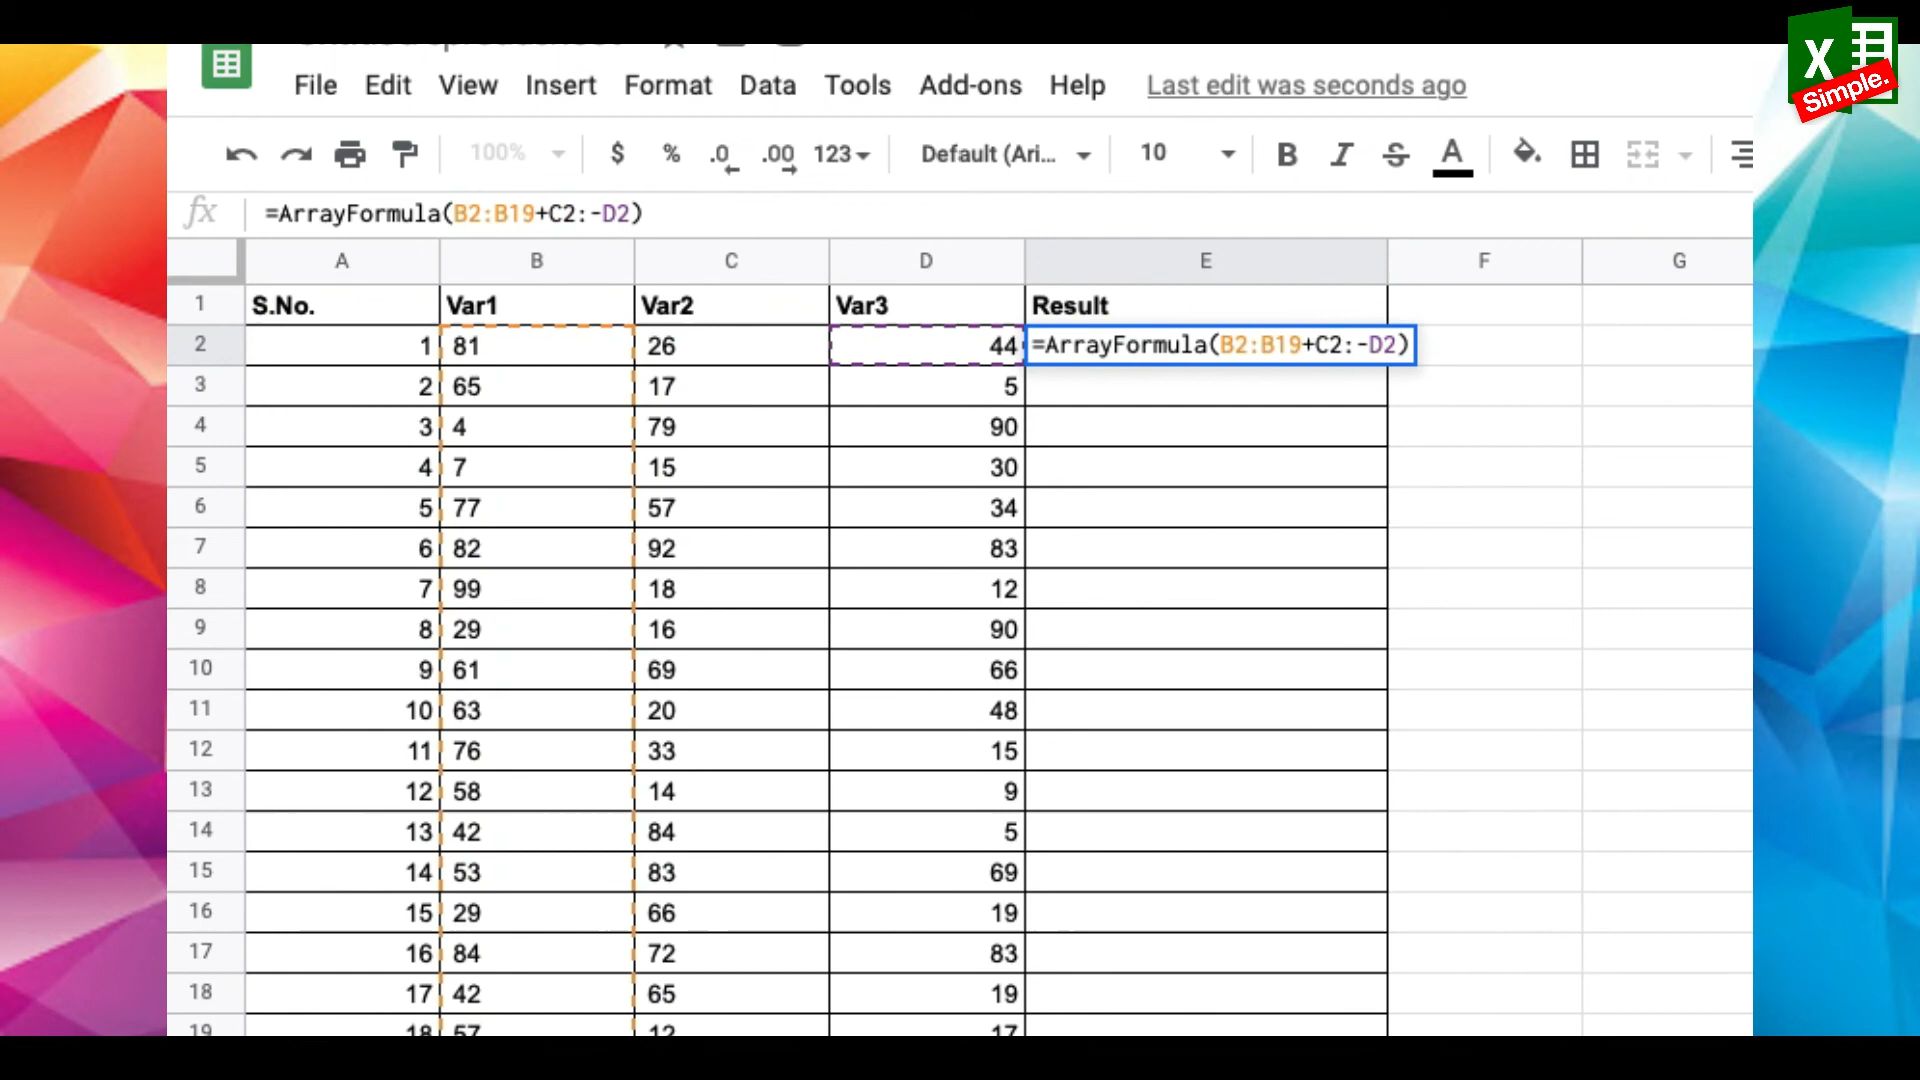 X
Simple.
File Edit View Insert Format Data Tools Add-ons Help Last edit was seconds ago
100% $ % .0 .00 123 Default (Ari... 10 B I S A
fx =ArrayFormula(B2:B19+C2:-D2)
A B C D E F G
1 S.No. Var1 Var2 Var3 Result
2 1 81 26 44 =ArrayFormula(B2:B19+C2:-D2)
3 2 65 17 5
4 3 4 79 90
5 4 7 15 30
6 5 77 57 34
7 6 82 92 83
8 7 99 18 12
9 8 29 16 90
10 9 61 69 66
11 10 63 20 48
12 11 76 33 15
13 12 58 14 9
14 13 42 84 5
15 14 53 83 69
16 15 29 66 19
17 16 84 72 83
18 17 42 65 19
19 18 57 12 17